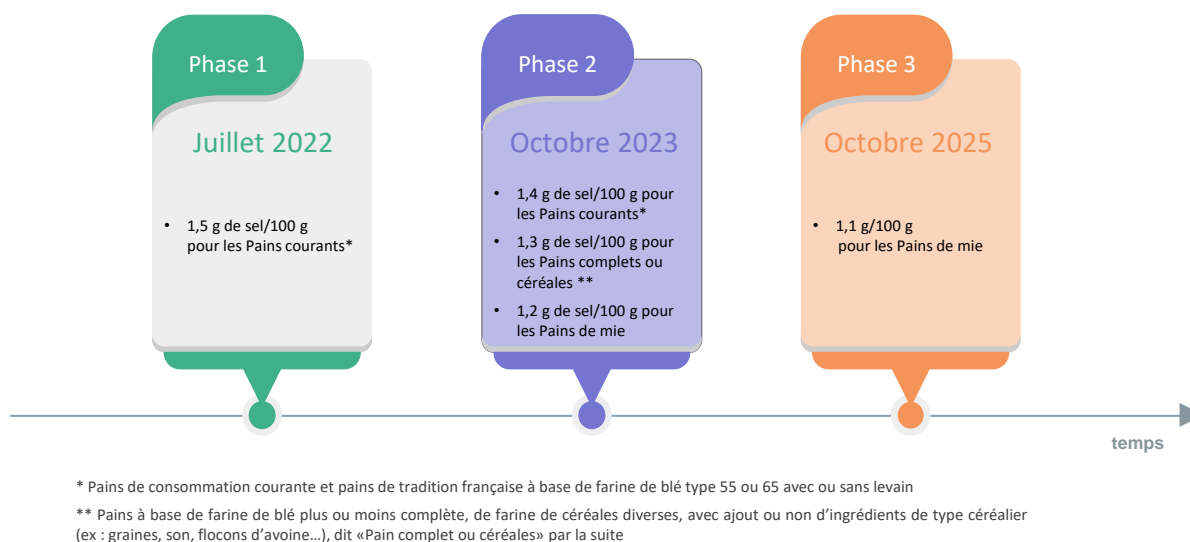 Phase 1
Juillet 2022
• 1,5 g de sel/100 g
pour les Pains courants*
Phase 2
Octobre 2023
• 1,4 g de sel/100 g pour
les Pains courants*
• 1,3 g de sel/100 g pour
les Pains complets ou
céréales **
• 1,2 g de sel/100 g pour
les Pains de mie
Phase 3
Octobre 2025
• 1,1 g/100 g
pour les Pains de mie
temps
* Pains de consommation courante et pains de tradition française à base de farine de blé type 55 ou 65 avec ou sans levain
** Pains à base de farine de blé plus ou moins complète, de farine de céréales diverses, avec ajout ou non d’ingrédients de type céréalier
(ex : graines, son, flocons d’avoine…), dit «Pain complet ou céréales» par la suite